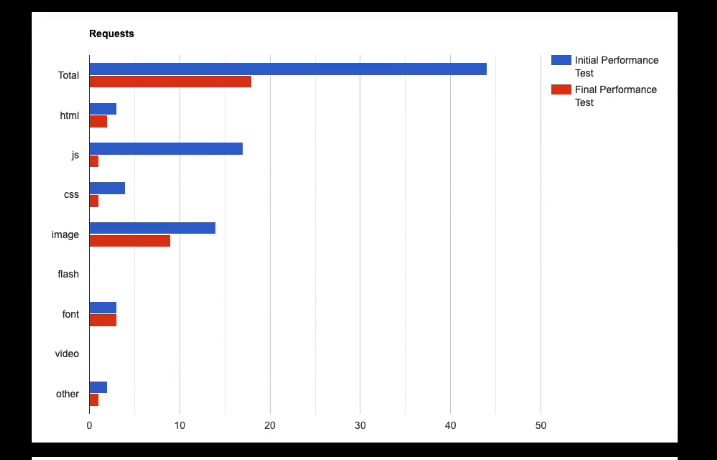 Requests
Initial Performance
Test
Final Performance
Test
Total
html
js
css
image
flash
font
video
other
0 10 20 30 40 50